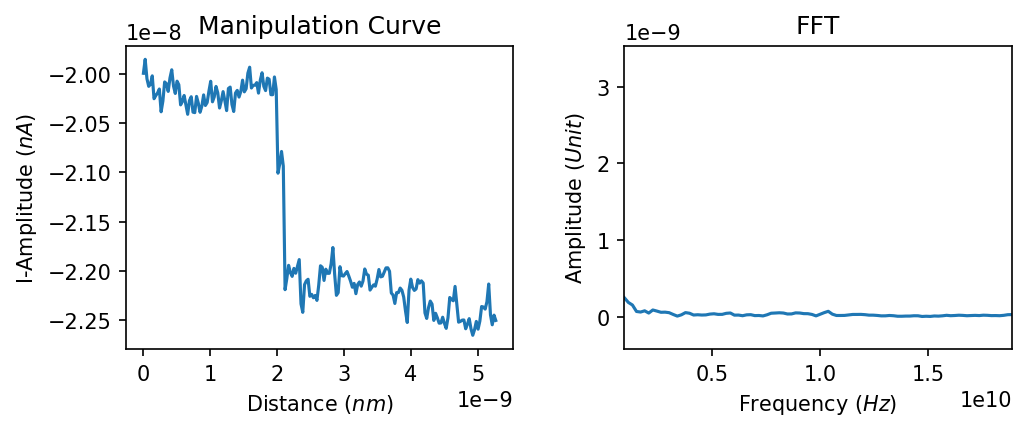 Manipulation Curve
1e−8
−2.00
−2.05
−2.10
−2.15
−2.20
−2.25
I-Amplitude (nA)
0 1 2 3 4 5
1e−9
Distance (nm)
FFT
1e−9
3
2
1
0
Amplitude (Unit)
0.5 1.0 1.5
1e10
Frequency (Hz)